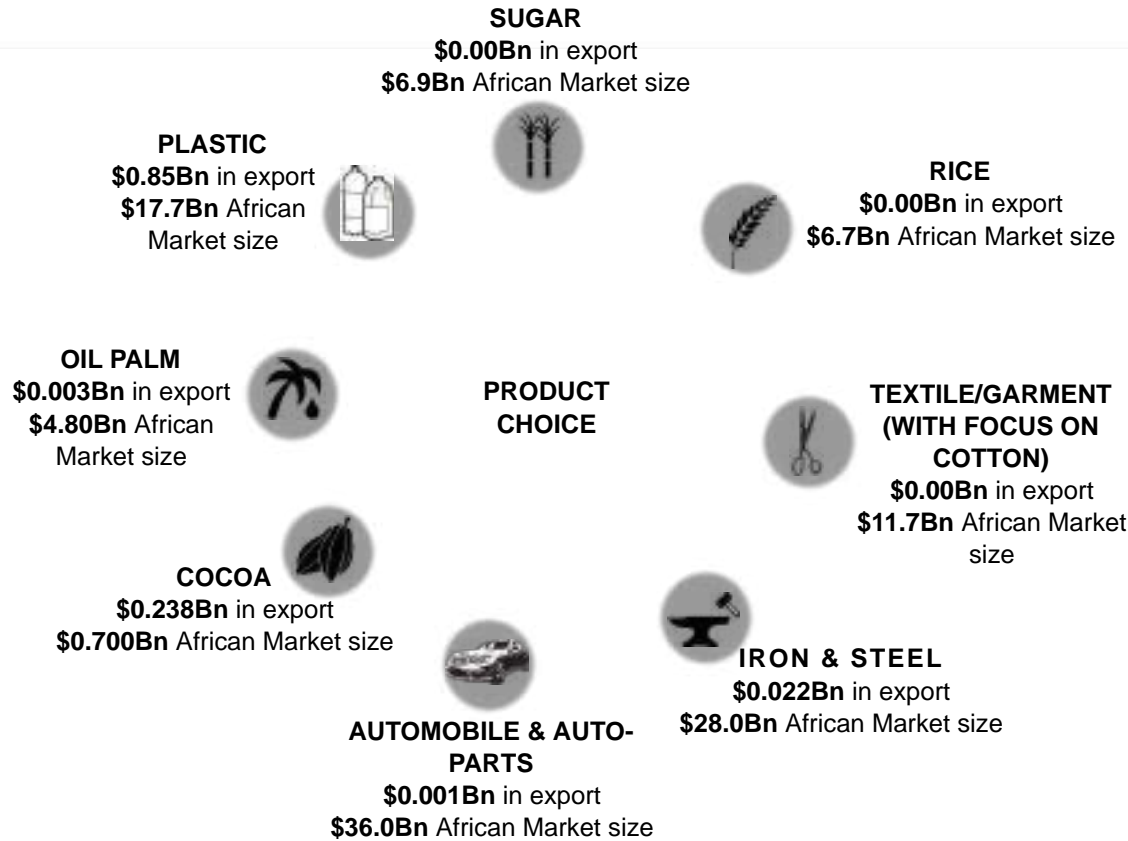 SUGAR
$0.00Bn in export
$6.9Bn African Market size
PLASTIC
$0.85Bn in export
$17.7Bn African
Market size
RICE
$0.00Bn in export
$6.7Bn African Market size
OIL PALM
$0.003Bn in export
$4.80Bn African
Market size
PRODUCT
CHOICE
TEXTILE/GARMENT
(WITH FOCUS ON
COTTON)
$0.00Bn in export
$11.7Bn African Market
size
COCOA
$0.238Bn in export
$0.700Bn African Market size
IRON & STEEL
$0.022Bn in export
$28.0Bn African Market size
AUTOMOBILE & AUTO-
PARTS
$0.001Bn in export
$36.0Bn African Market size